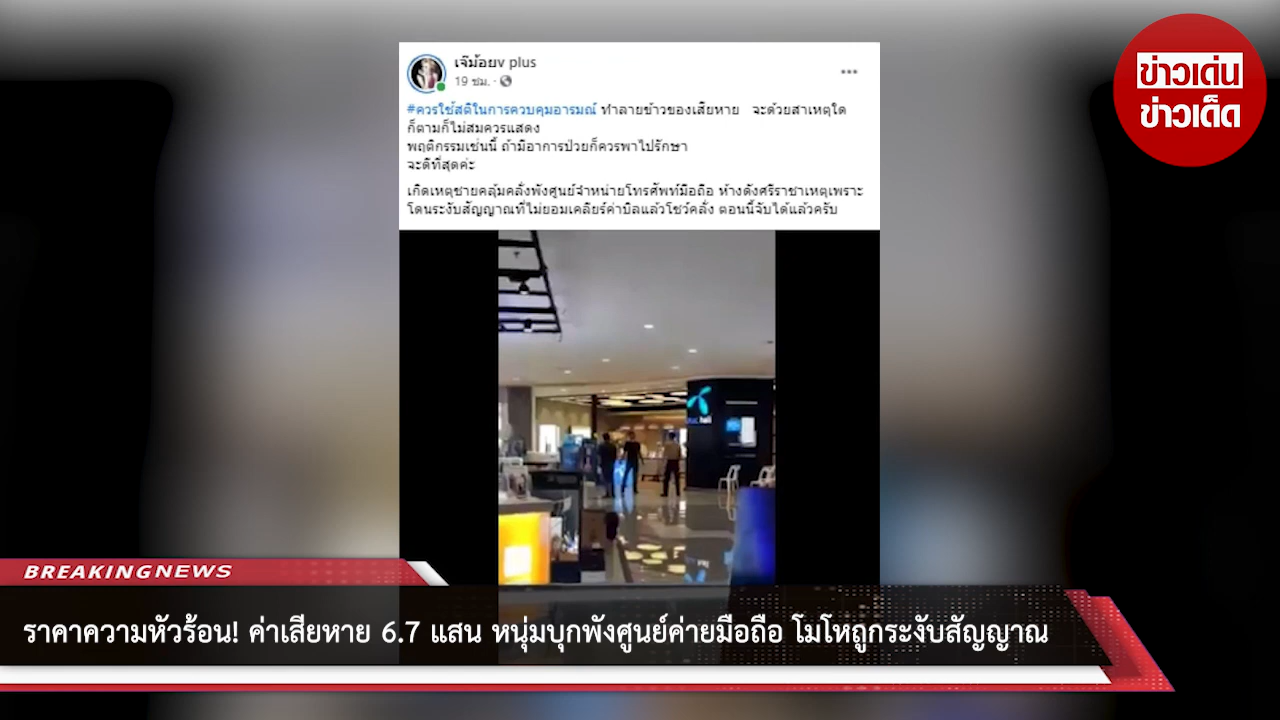 ข่าวเด่น
ข่าวเด็ด
เจ๊ม้อยv plus
19 ชม.
#ควรใช้สติในการควบคุมอารมณ์ ทำลายข้าวของเสียหาย จะด้วยสาเหตุใด
ก็ตามก็ไม่สมควรแสดง
พฤติกรรมเช่นนี้ ถ้ามีอาการป่วยก็ควรพาไปรักษา
จะดีที่สุดค่ะ
เกิดเหตุชายคลุ้มคลั่งพังศูนย์จำหน่ายโทรศัพท์มือถือ ห้างดังศรีราชาเหตุเพราะ
โดนระงับสัญญาณที่ไม่ยอมเคลียร์ค่าบิลแล้วโชว์คลั่ง ตอนนี้จับได้แล้วครับ
hall
BREAKING NEWS
ราคาความหัวร้อน! ค่าเสียหาย 6.7 แสน หนุ่มบุกพังศูนย์ค่ายมือถือ โมโหถูกระงับสัญญาณ